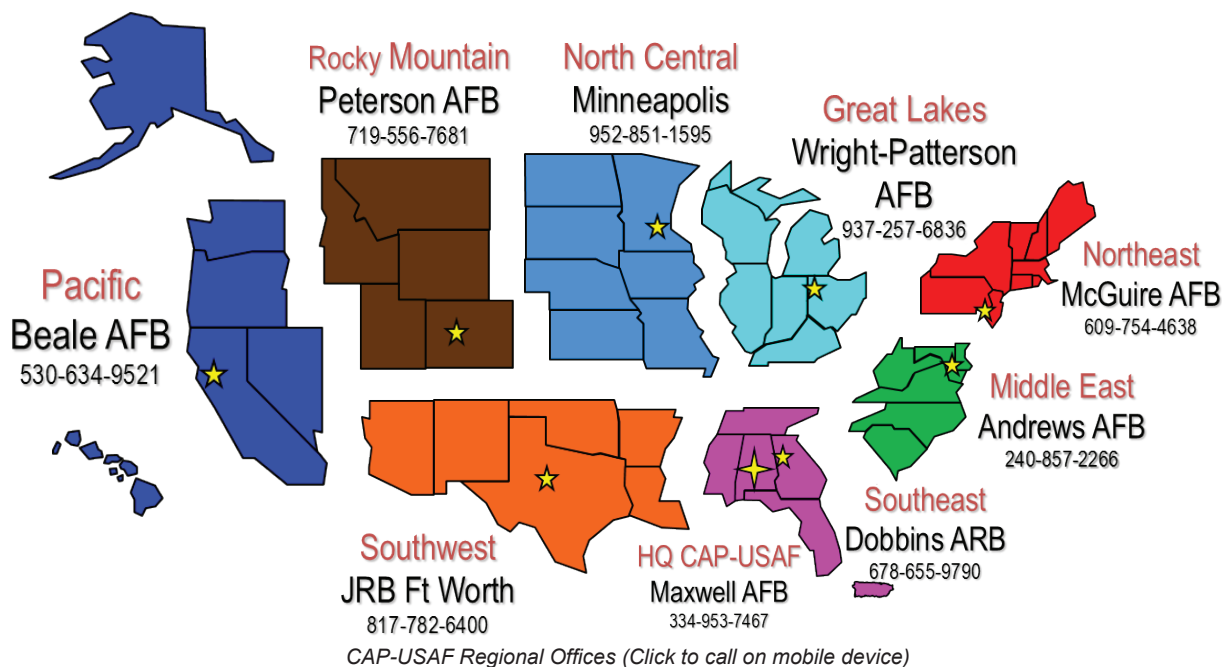 Rocky Mountain
Peterson AFB
719-556-7681
North Central
Minneapolis
952-851-1595
Great Lakes
Wright-Patterson
AFB
937-257-6836
Northeast
McGuire AFB
609-754-4638
Pacific
Beale AFB
530-634-9521
Middle East
Andrews AFB
240-857-2266
Southeast
Dobbins ARB
678-655-9790
Southwest
JRB Ft Worth
817-782-6400
HQ CAP-USAF
Maxwell AFB
334-953-7467
CAP-USAF Regional Offices (Click to call on mobile device)